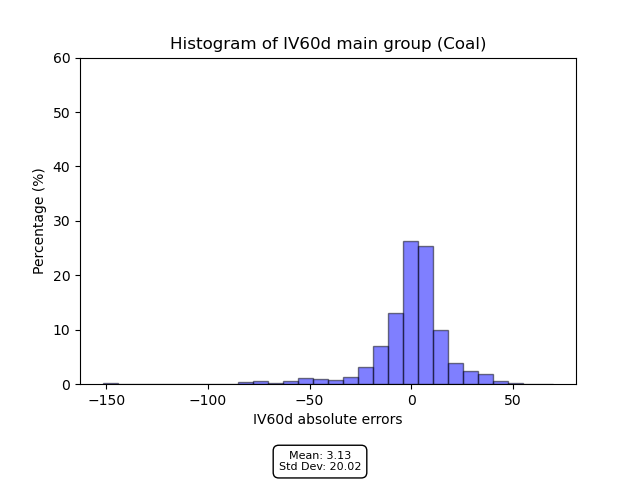 Histogram of IV60d main group (Coal)
60
50
40
30
20
10
0
Percentage (%)
−150
−100
−50
0
50
IV60d absolute errors
Mean: 3.13
Std Dev: 20.02